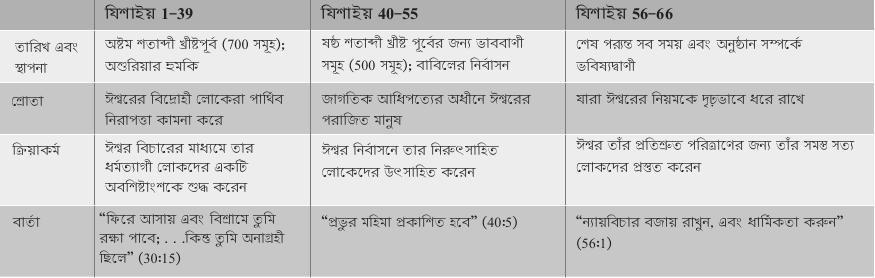 যিশাইয় 1–39
যিশাইয় 40–55
যিশাইয় 56–66
তারিখ এবং
স্থাপনা
অষ্টম শতাব্দী খ্রীষ্টপূর্ব (700 সমূহ);
অশুরিয়ার হুমকি
ষষ্ঠ শতাব্দী খ্রীষ্ট পূর্বের জন্য ভাববাণী
সমূহ (500 সমূহ); বাবিলের নির্বাসন
শেষ পর্যন্ত সব সময় এবং অনুষ্ঠান সম্পর্কে
ভবিষ্যদ্বাণী
শ্রোতা
ঈশ্বরের বিদ্রোহী লোকেরা পার্থিব
নিরাপত্তা কামনা করে
জাগতিক আধিপত্যের অধীনে ঈশ্বরের
পরাজিত মানুষ
যারা ঈশ্বরের নিয়মকে দৃঢ়ভাবে ধরে রাখে
ক্রিয়াকর্ম
ঈশ্বর বিচারের মাধ্যমে তার
ধর্মত্যাগী লোকদের একটি
অবশিষ্টাংশকে শুদ্ধ করেন
ঈশ্বর নির্বাসনে তার নিরুৎসাহিত
লোকেদের উৎসাহিত করেন
ঈশ্বর তাঁর প্রতিশ্রুত পরিত্রাণের জন্য তাঁর সমস্ত সত্য
লোকদের প্রস্তুত করেন
বার্তা
“ফিরে আসায় এবং বিশ্রামে তুমি
রক্ষা পাবে; . . .কিন্তু তুমি অনাগ্রহী
ছিলে” (30:15)
“প্রভুর মহিমা প্রকাশিত হবে” (40:5)
“ন্যায়বিচার বজায় রাখুন, এবং ধার্মিকতা করুন”
(56:1)